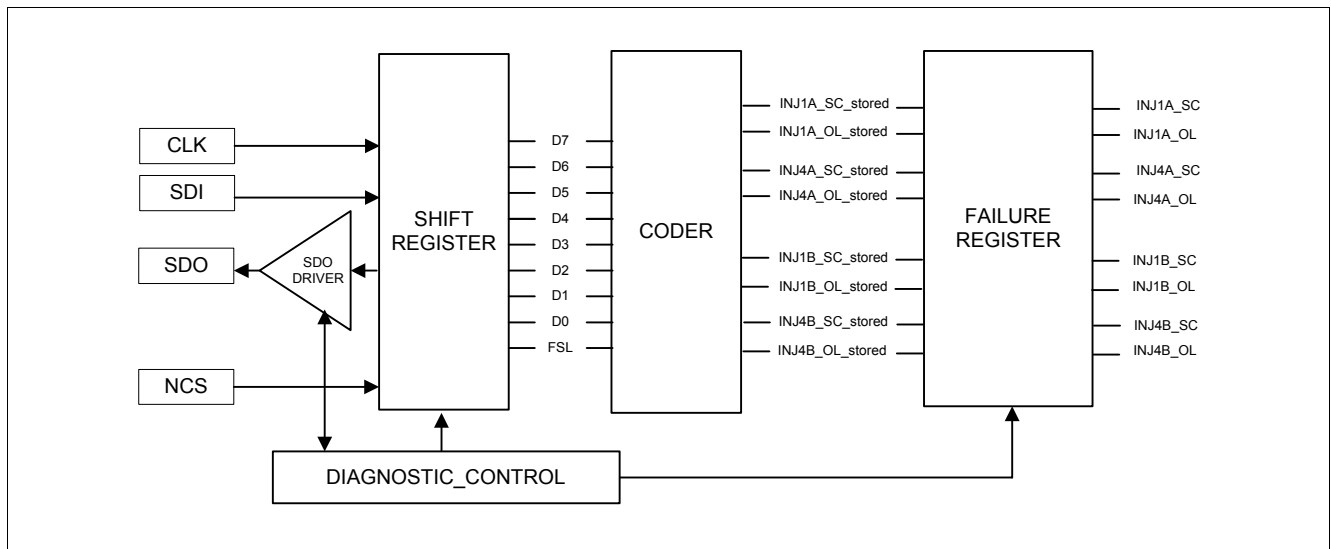 CLK
SDI
SDO
NCS
SDO
DRIVER
SHIFT
REGISTER
D7
D6
D5
D4
D3
D2
D1
D0
FSL
CODER
INJ1A_SC_stored
INJ1A_OL_stored
INJ4A_SC_stored
INJ4A_OL_stored
INJ1B_SC_stored
INJ1B_OL_stored
INJ4B_SC_stored
INJ4B_OL_stored
FAILURE
REGISTER
INJ1A_SC
INJ1A_OL
INJ4A_SC
INJ4A_OL
INJ1B_SC
INJ1B_OL
INJ4B_SC
INJ4B_OL
DIAGNOSTIC_CONTROL